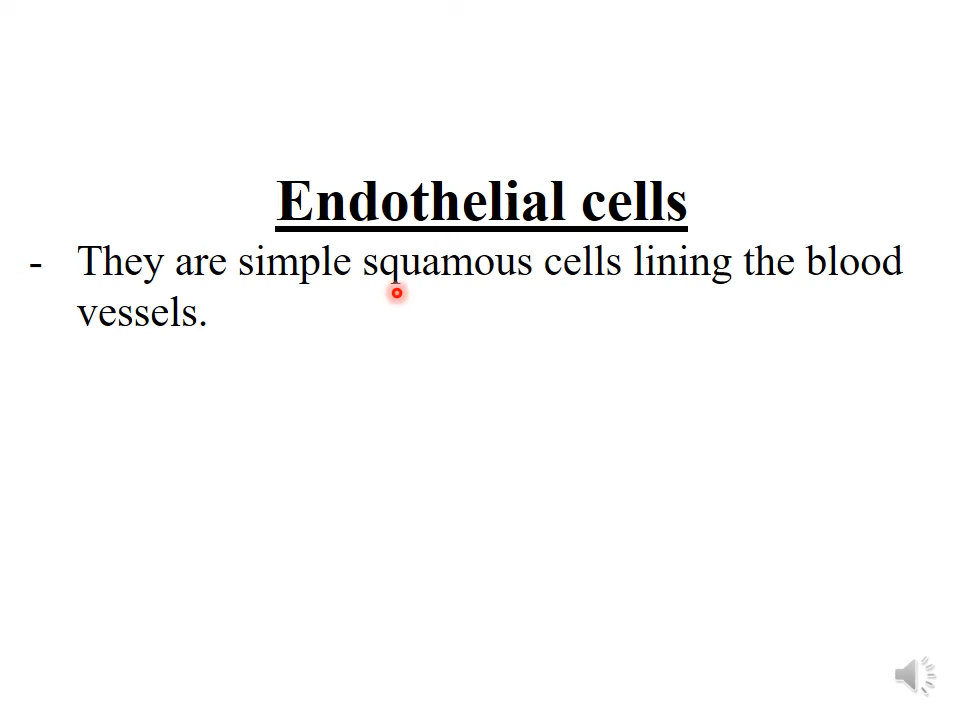 Endothelial cells
- They are simple squamous cells lining the blood
vessels.